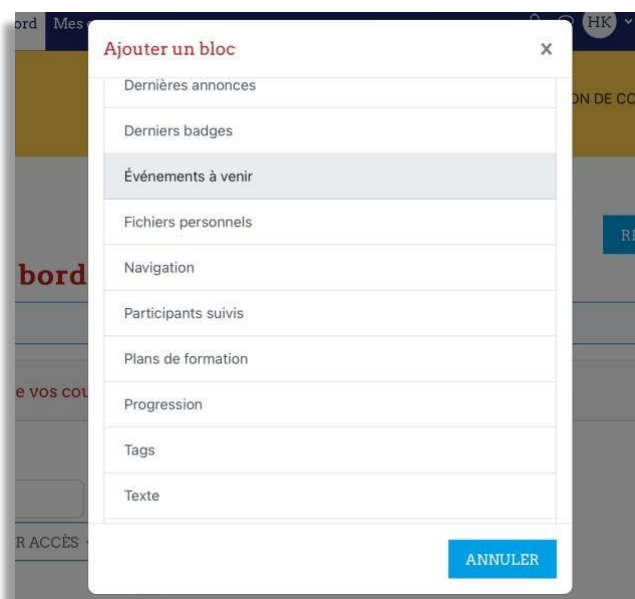 ord Mes
HK
Ajouter un bloc x
Dernières annonces
ON DE CO
Derniers badges
Événements à venir
Fichiers personnels
RE
Navigation
bord
Participants suivis
Plans de formation
e vos cou
Progression
Tags
Texte
R ACCÈS
ANNULER